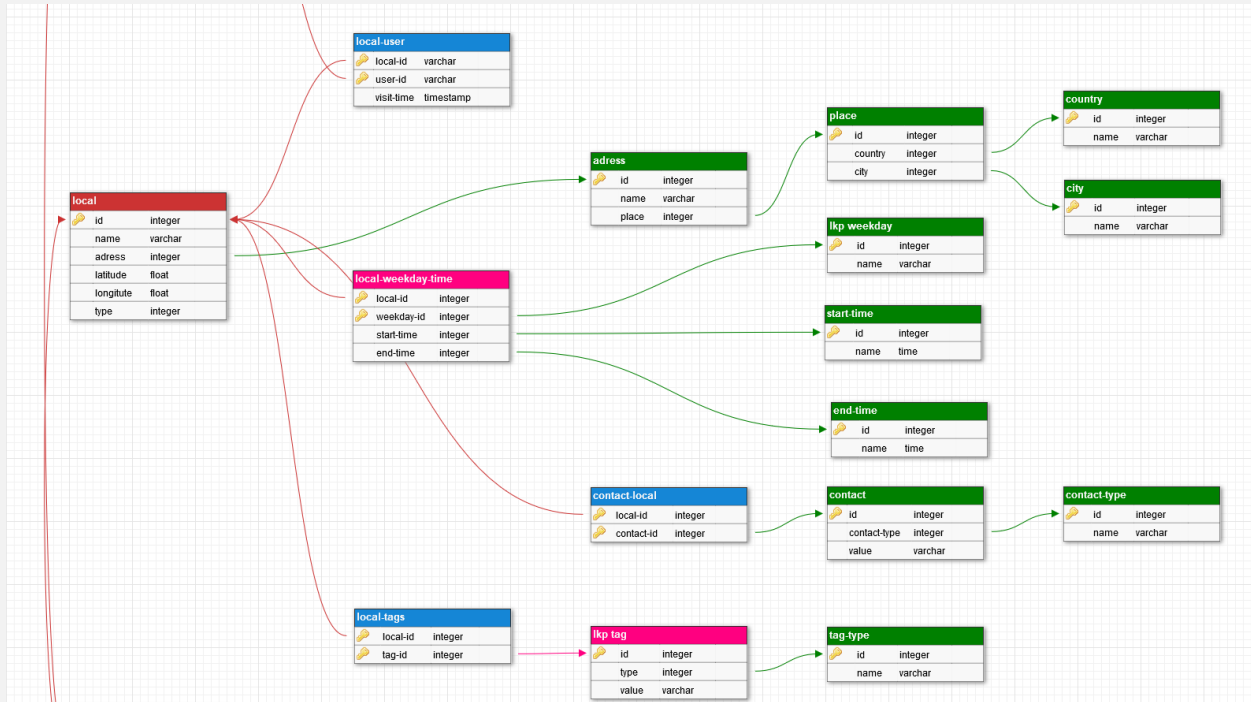 local-user
local-id varchar
user-id varchar
visit-time timestamp
local
id integer
name varchar
adress integer
latitude float
longitute float
type integer
adress
id integer
name varchar
place integer
place
id integer
country integer
city integer
country
id integer
name varchar
city
id integer
name varchar
local-weekday-time
local-id integer
weekday-id integer
start-time integer
end-time integer
lkp weekday
id integer
name varchar
start-time
id integer
name time
end-time
id integer
name time
contact-local
local-id integer
contact-id integer
contact
id integer
contact-type integer
value varchar
contact-type
id integer
name varchar
local-tags
local-id integer
tag-id integer
lkp tag
id integer
type integer
value varchar
tag-type
id integer
name varchar